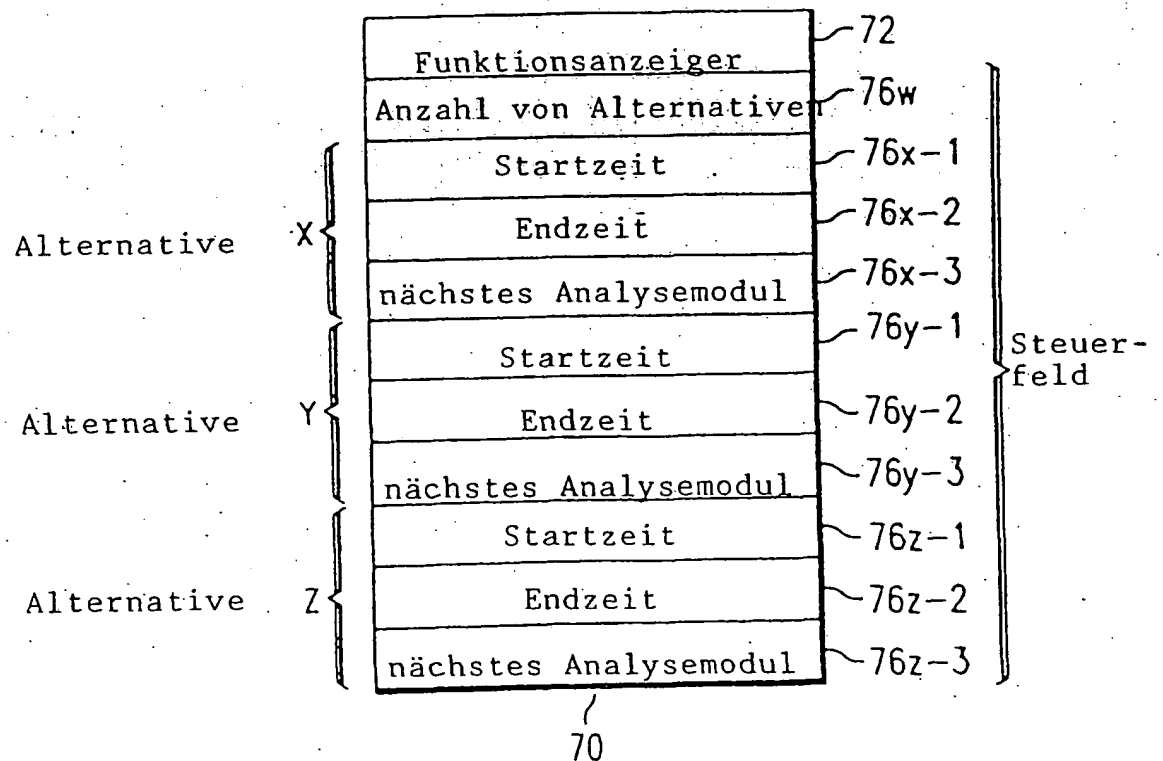 Funktionsanzeiger 72
Anzahl von Alternativen 76w
Startzeit 76x-1
Alternative X Endzeit 76x-2
nächstes Analysemodul 76x-3
Startzeit 76y-1
Steuer-
feld
Alternative Y Endzeit 76y-2
nächstes Analysemodul 76y-3
Startzeit 76z-1
Alternative Z Endzeit 76z-2
nächstes Analysemodul 76z-3
70